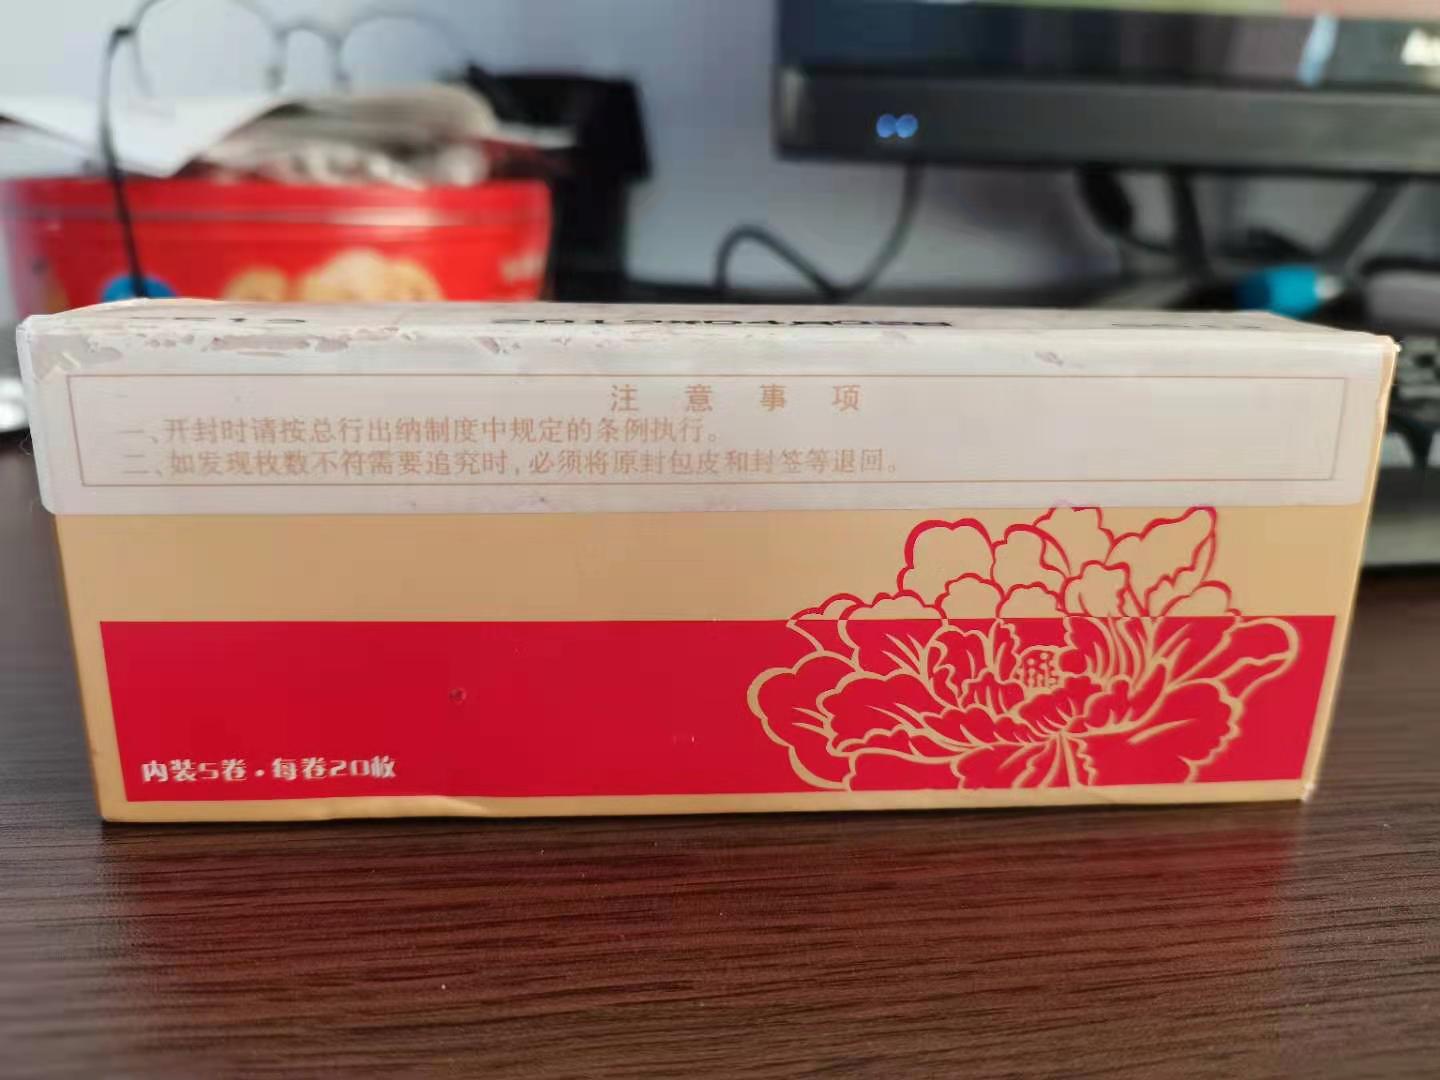 注意事项
一、开封时请按总行出纳制度中规定的条例执行。
二、如发现枚数不符需要追究时，必须将原封包皮和封签等退回。
内装5卷·每卷20枚